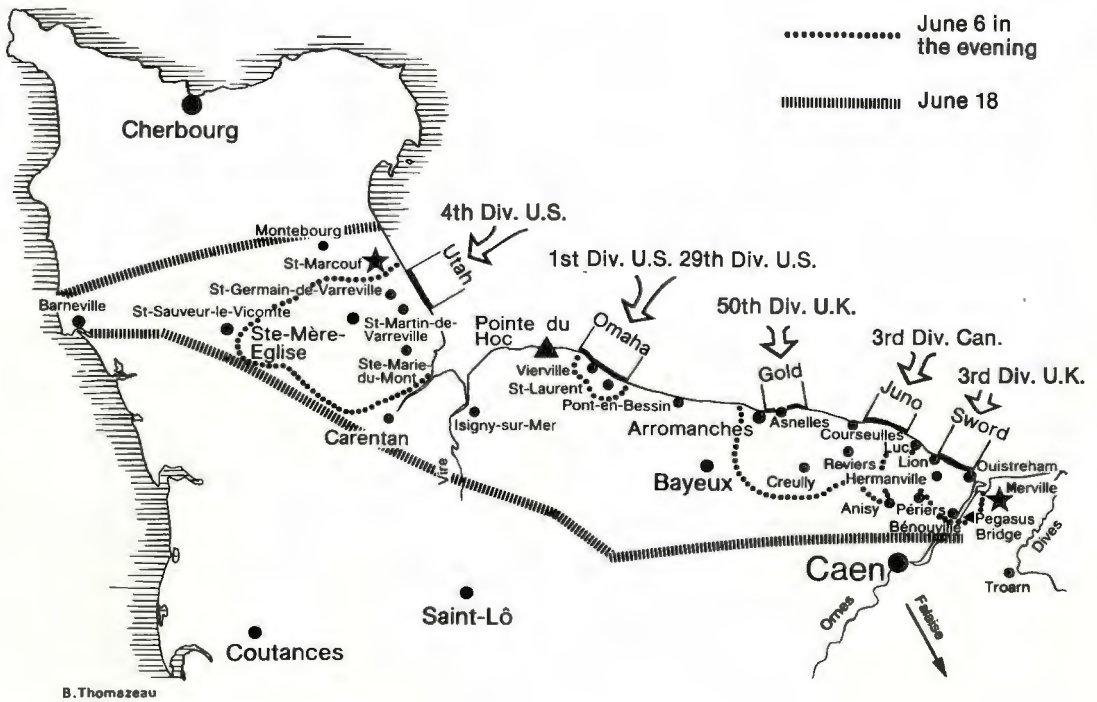 June 6 in
the evening
June 18
Cherbourg
4th Div. U.S.
Montebourg
Utah
St-Marcouf
1st Div. U.S. 29th Div. U.S.
St-Germain-de-Varreville
Barneville
St-Sauveur-le-Vicomte
50th Div. U.K.
Ste-Mère-
Eglise
St-Martin-de-
Varreville
Pointe du
Hoc
Omaha
3rd Div. Can.
Ste-Marie-
du-Mont
Vierville
St-Laurent
Gold
3rd Div. U.K.
Juno
Pont-en-Bessin
Sword
Carentan
Isigny-sur-Mer
Arromanches
Asnelles
Courseulles
Luc
Lion
Ouistreham
Vire
Bayeux
Creully
Reviers
Hermanville
Merville
Anisy
Périers
Bénouville
Pegasus
Bridge
Dives
Caen
Troarn
Saint-Lô
Ornes
Falaise
Coutances
B.Thomazeau